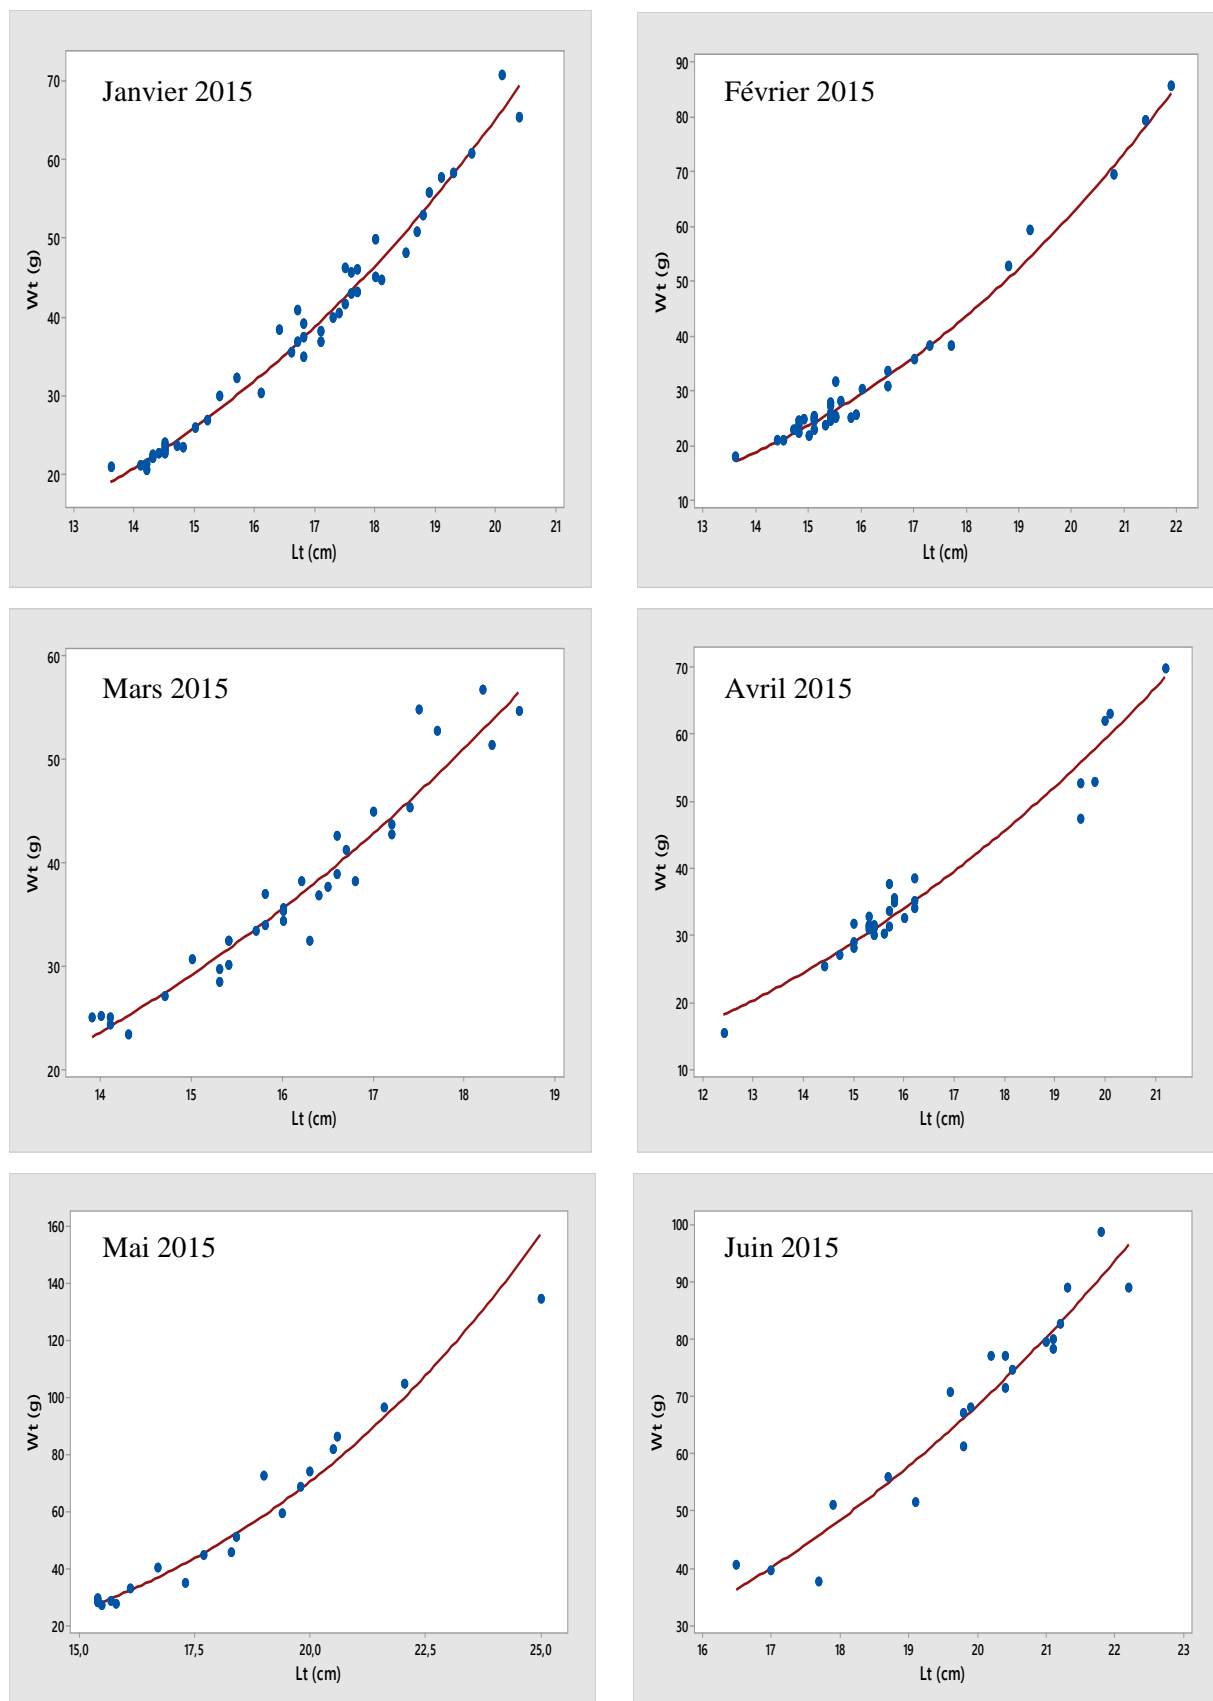 Janvier 2015
70
60
50
40
30
20
Wt (g)
13 14 15 16 17 18 19 20 21
Lt (cm)
Février 2015
90
80
70
60
50
40
30
20
10
Wt (g)
13 14 15 16 17 18 19 20 21 22
Lt (cm)
Mars 2015
60
50
40
30
20
Wt (g)
14 15 16 17 18 19
Lt (cm)
Avril 2015
70
60
50
40
30
20
10
Wt (g)
12 13 14 15 16 17 18 19 20 21
Lt (cm)
Mai 2015
160
140
120
100
80
60
40
20
Wt (g)
15,0 17,5 20,0 22,5 25,0
Lt (cm)
Juin 2015
100
90
80
70
60
50
40
30
Wt (g)
16 17 18 19 20 21 22 23
Lt (cm)